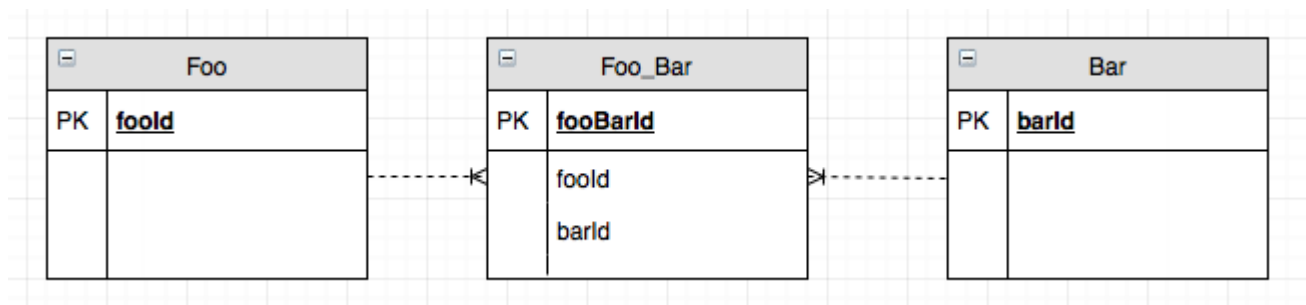 Foo
PK fooId
Foo_Bar
PK fooBarId
fooId
barId
Bar
PK barId